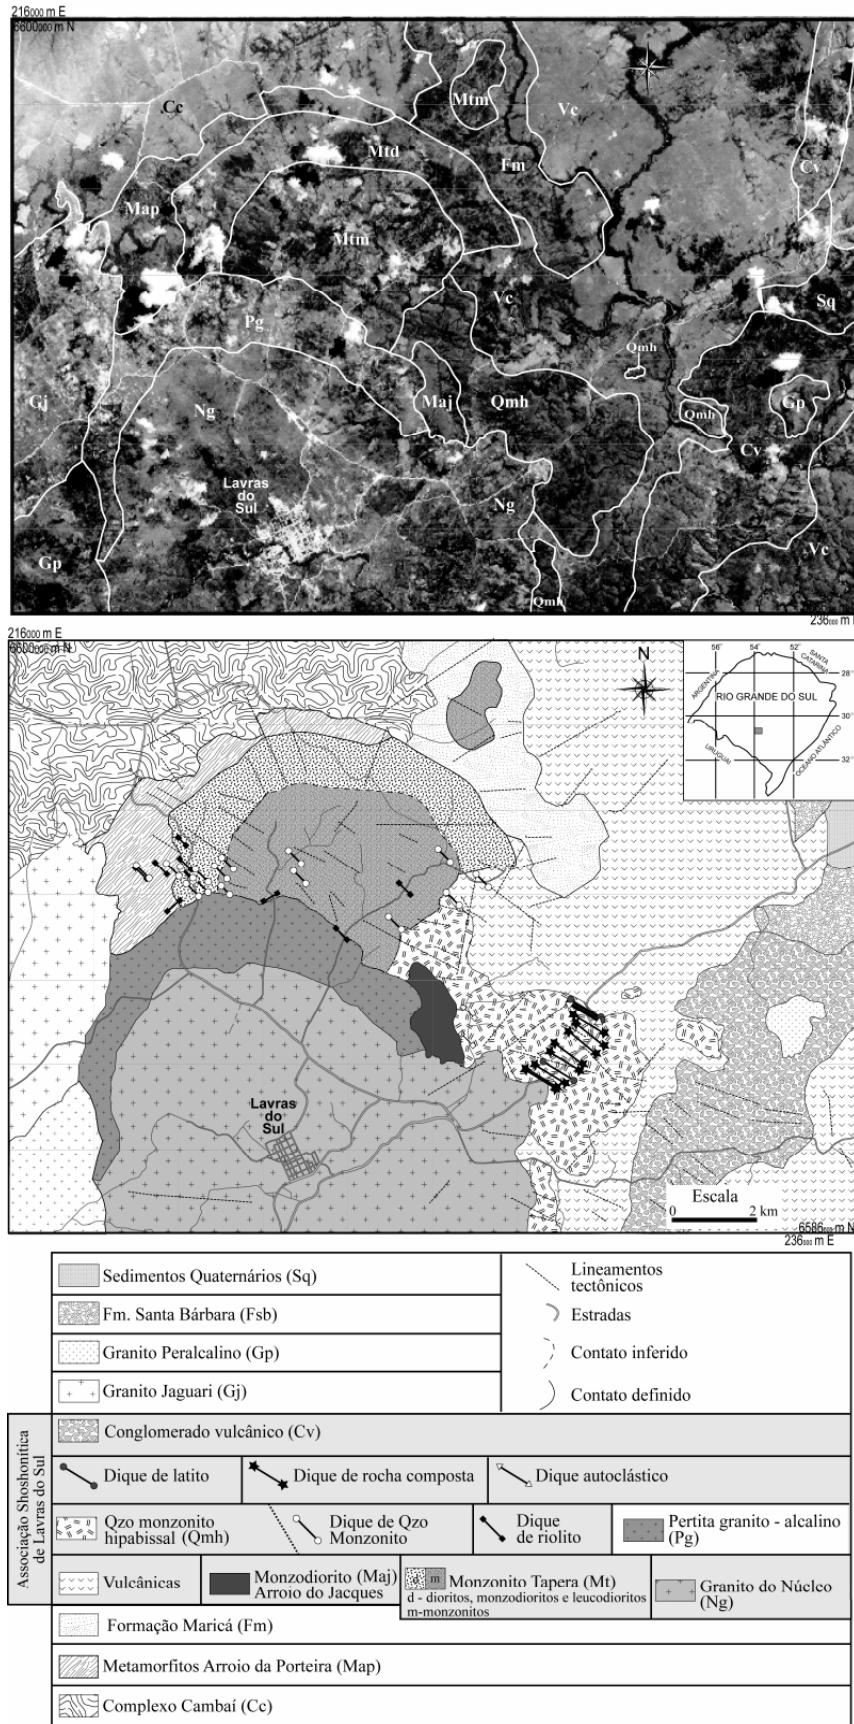 216000 m E
6600000 m N
Cc
Mtm
Vc
Mtd
Fm
Cv
Map
Mtm
Vc
Sq
Pg
Qmh
Gj
Ng
Maj
Qmh
Qmh
Gp
Cv
Lavras
do
Sul
Ng
Gp
Qmh
Vc
236000 m E
216000 m E
6600000 m N
N
56°
54°
52°
SANTA
CATARINA
28°
ARGENTINA
RIO GRANDE DO SUL
30°
URUGUAI
OCEANO ATLÂNTICO
32°
Lavras
do
Sul
Escala
0 2 km
6586000 m N
236000 m E
Sedimentos Quaternários (Sq)
Fm. Santa Bárbara (Fsb)
Granito Peralcalino (Gp)
Granito Jaguari (Gj)
Lineamentos
tectônicos
Estradas
Contato inferido
Contato definido
Associação Shoshonítica
de Lavras do Sul
Conglomerado vulcânico (Cv)
Dique de latito
Dique de rocha composta
Dique autoclástico
Qzo monzonito
hipabissal (Qmh)
Dique de Qzo
Monzonito
Dique
de riolito
Pertita granito - alcalino
(Pg)
Vulcânicas
Monzodiorito (Maj)
Arroio do Jacques
d m Monzonito Tapera (Mt)
d - dioritos, monzodioritos e leucodioritos
m-monzonitos
Granito do Núcleo
(Ng)
Formação Maricá (Fm)
Metamorfitos Arroio da Porteira (Map)
Complexo Cambaí (Cc)